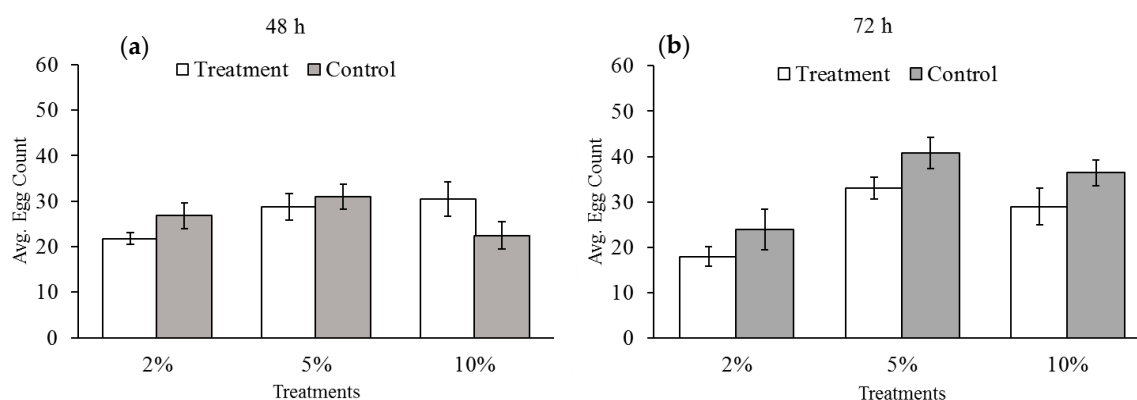 48 h
(a)
Treatment Control
60
50
40
30
20
10
0
Avg. Egg Count
2% 5% 10%
Treatments
72 h
(b)
Treatment Control
60
50
40
30
20
10
0
Avg. Egg Count
2% 5% 10%
Treatments